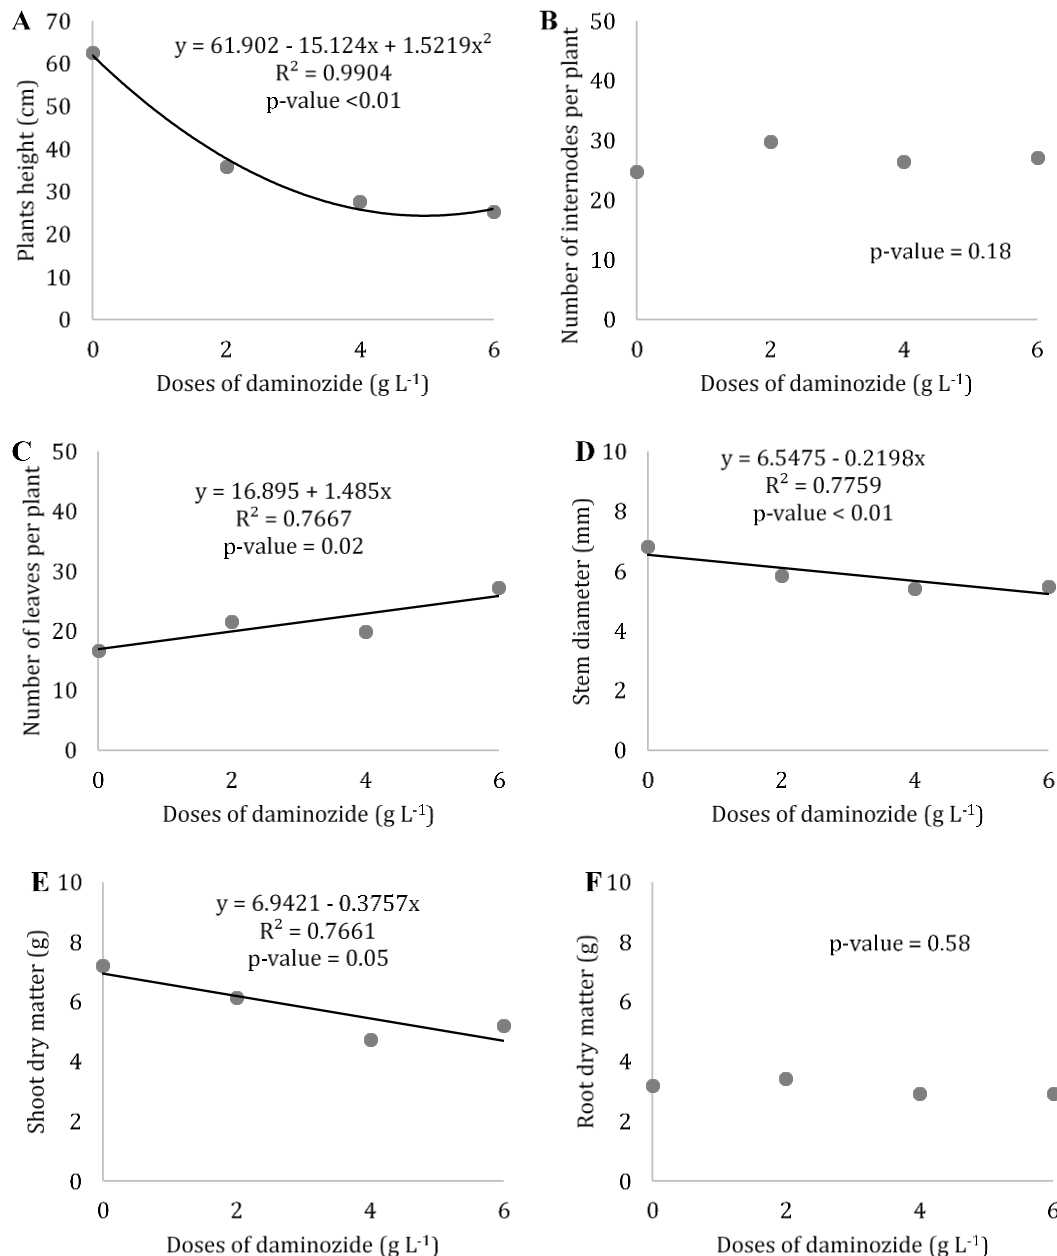 A
Plants height (cm)
70
60
50
40
30
20
10
0
y = 61.902 - 15.124x + 1.5219x²
R² = 0.9904
p-value <0.01
0 2 4 6
Doses of daminozide (g L⁻¹)
B
Number of internodes per plant
50
40
30
20
10
0
p-value = 0.18
0 2 4 6
Doses of daminozide (g L⁻¹)
C
Number of leaves per plant
50
40
30
20
10
0
y = 16.895 + 1.485x
R² = 0.7667
p-value = 0.02
0 2 4 6
Doses of daminozide (g L⁻¹)
D
Stem diameter (mm)
10
8
6
4
2
0
y = 6.5475 - 0.2198x
R² = 0.7759
p-value < 0.01
0 2 4 6
Doses of daminozide (g L⁻¹)
E
Shoot dry matter (g)
10
8
6
4
2
0
y = 6.9421 - 0.3757x
R² = 0.7661
p-value = 0.05
0 2 4 6
Doses of daminozide (g L⁻¹)
F
Root dry matter (g)
10
8
6
4
2
0
p-value = 0.58
0 2 4 6
Doses of daminozide (g L⁻¹)